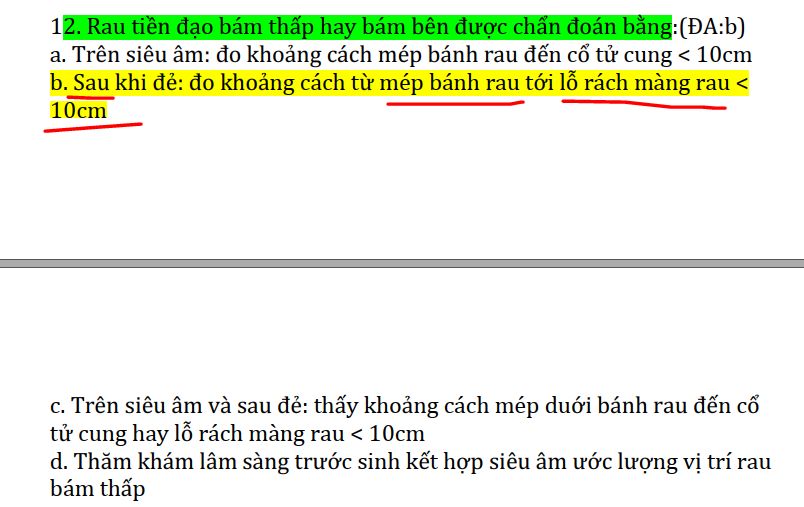 12. Rau tiền đạo bám thấp hay bám bên được chẩn đoán bằng:(ĐA:b)
a. Trên siêu âm: đo khoảng cách mép bánh rau đến cổ tử cung < 10cm
b. Sau khi đẻ: đo khoảng cách từ mép bánh rau tới lỗ rách màng rau <
10cm
c. Trên siêu âm và sau đẻ: thấy khoảng cách mép duới bánh rau đến cổ
tử cung hay lỗ rách màng rau < 10cm
d. Thăm khám lâm sàng trước sinh kết hợp siêu âm ước lượng vị trí rau
bám thấp